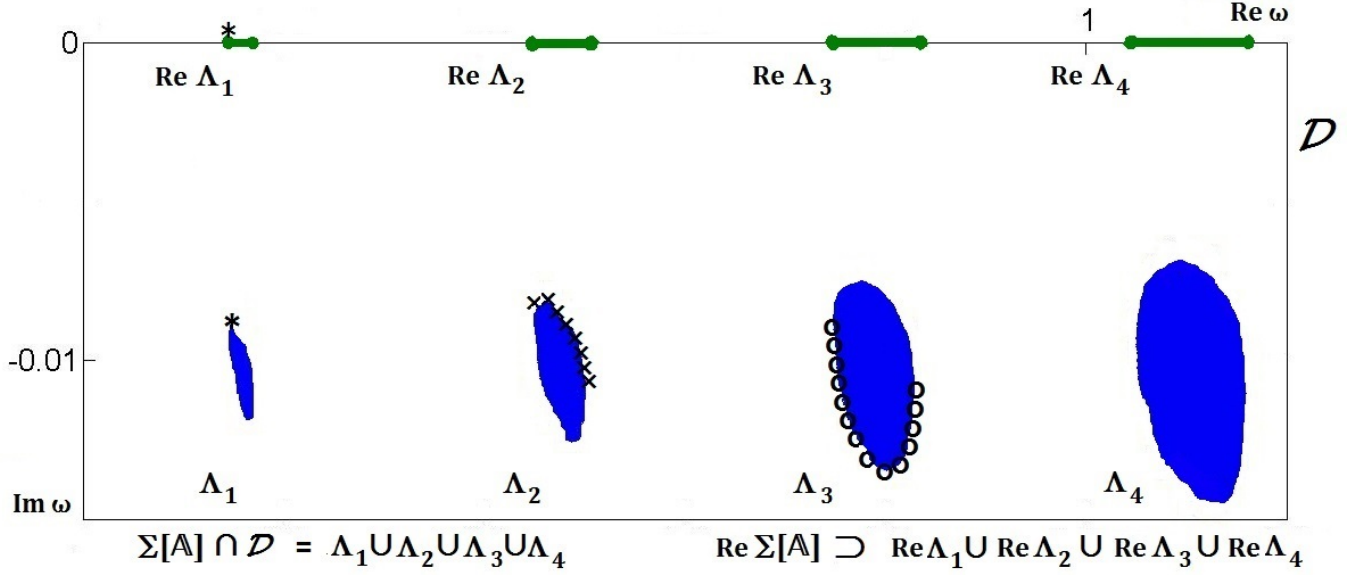 1 Re ω
0
Re Λ₁ Re Λ₂ Re Λ₃ Re Λ₄
𝒟
-0.01
Λ₁ Λ₂ Λ₃ Λ₄
Im ω
Σ[𝔸] ∩ 𝒟 = Λ₁∪Λ₂∪Λ₃∪Λ₄ Re Σ[𝔸] ⊃ Re Λ₁∪ Re Λ₂ ∪ Re Λ₃∪ Re Λ₄